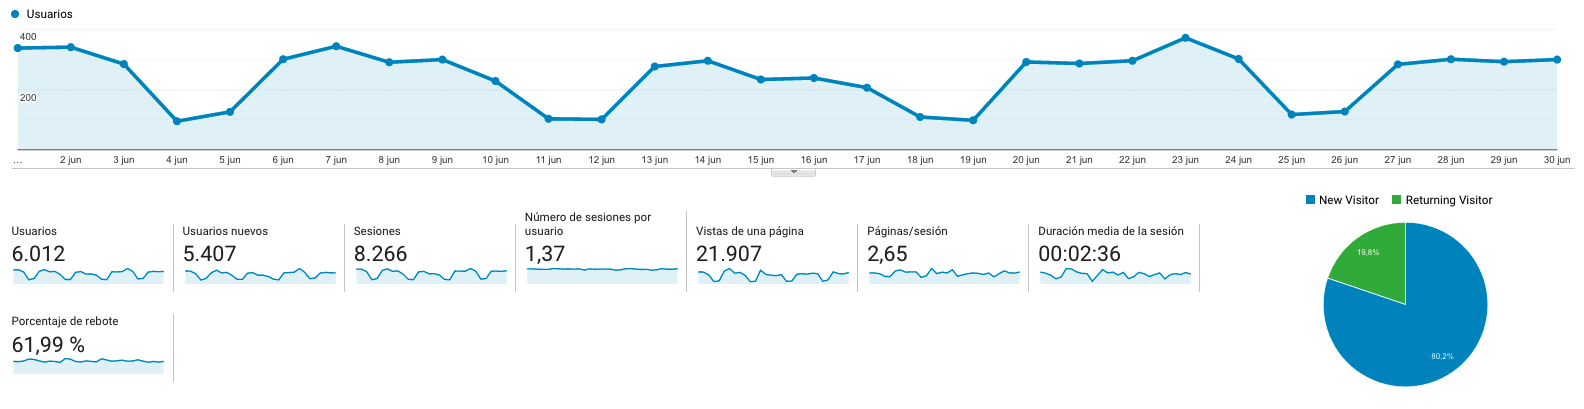 Usuarios
400
200
... 2 jun 3 jun 4 jun 5 jun 6 jun 7 jun 8 jun 9 jun 10 jun 11 jun 12 jun 13 jun 14 jun 15 jun 16 jun 17 jun 18 jun 19 jun 20 jun 21 jun 22 jun 23 jun 24 jun 25 jun 26 jun 27 jun 28 jun 29 jun 30 jun
Usuarios
6.012
Usuarios nuevos
5.407
Sesiones
8.266
Número de sesiones por
usuario
1,37
Vistas de una página
21.907
Páginas/sesión
2,65
Duración media de la sesión
00:02:36
Porcentaje de rebote
61,99 %
New Visitor Returning Visitor
19,8%
80,2%